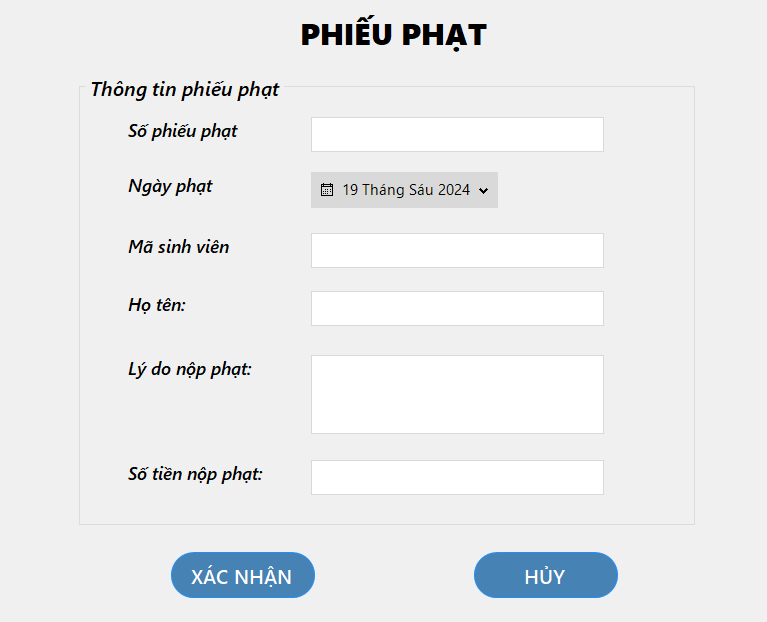 PHIẾU PHẠT
Thông tin phiếu phạt
Số phiếu phạt
Ngày phạt
19 Tháng Sáu 2024
Mã sinh viên
Họ tên:
Lý do nộp phạt:
Số tiền nộp phạt:
XÁC NHẬN
HỦY